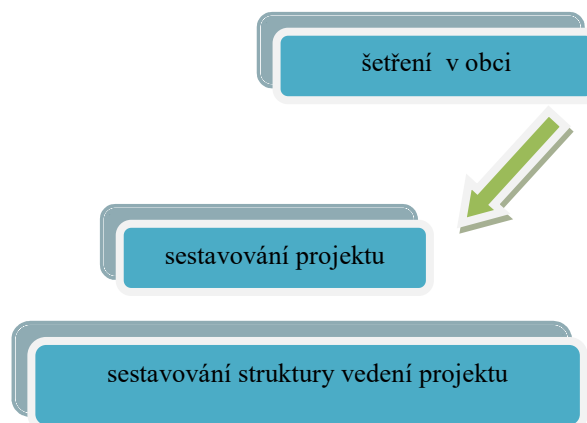 šetření v obci
sestavování projektu
sestavování struktury vedení projektu